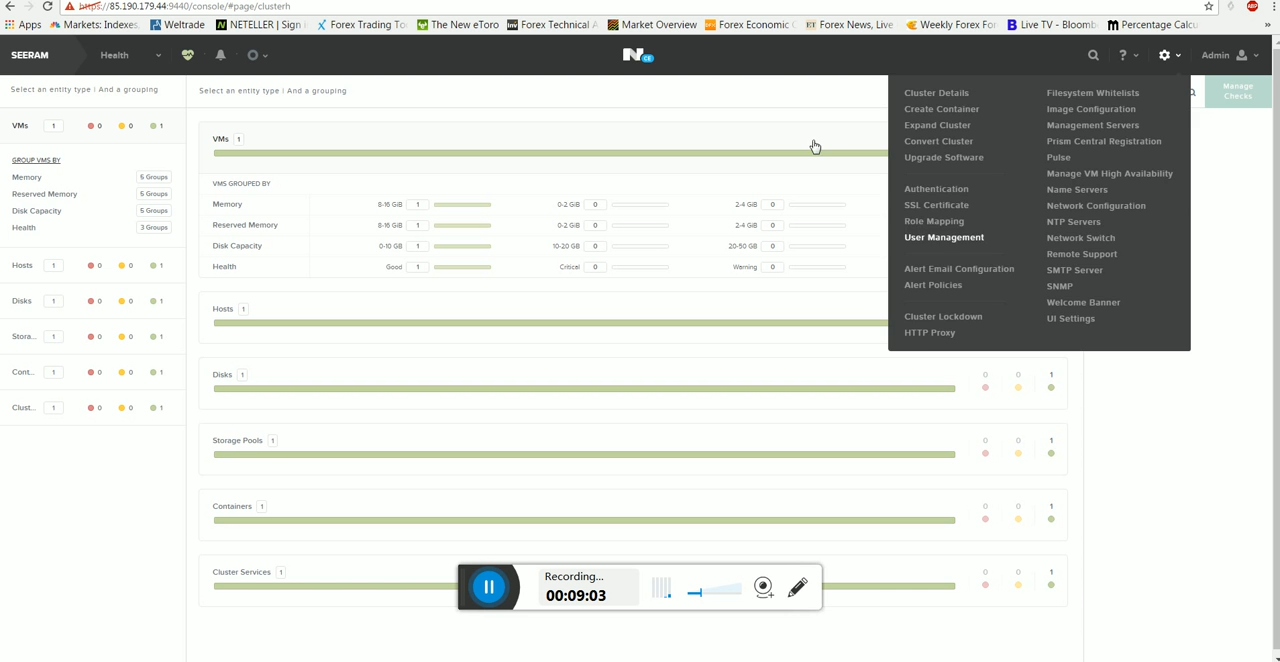 https://85.190.179.44:9440/console/#page/clusterh
ABP
Apps
Markets: Indexes,
Weltrade
NETELLER | Sign
Forex Trading To
The New eToro
Forex Technical A
Market Overview
Forex Economic C
Forex News, Live
Weekly Forex For
Live TV - Bloomb
Percentage Calcu
»
SEERAM
Health
N CE
?
Admin
Select an entity type | And a grouping
Select an entity type | And a grouping
Manage Checks
VMs 1 0 0 1
GROUP VMS BY
Memory 5 Groups
Reserved Memory 5 Groups
Disk Capacity 5 Groups
Health 3 Groups
Hosts 1 0 0 1
Disks 1 0 0 1
Stora... 1 0 0 1
Cont... 1 0 0 1
Clust... 1 0 0 1
VMs 1
VMS GROUPED BY
Memory 8-16 GiB 1 0-2 GiB 0 2-4 GiB 0
Reserved Memory 8-16 GiB 1 0-2 GiB 0 2-4 GiB 0
Disk Capacity 0-10 GB 1 10-20 GB 0 20-50 GB 0
Health Good 1 Critical 0 Warning 0
Hosts 1
Disks 1 0 0 1
Storage Pools 1 0 0 1
Containers 1 0 0 1
Cluster Services 1 0 0 1
Cluster Details
Create Container
Expand Cluster
Convert Cluster
Upgrade Software
Authentication
SSL Certificate
Role Mapping
User Management
Alert Email Configuration
Alert Policies
Cluster Lockdown
HTTP Proxy
Filesystem Whitelists
Image Configuration
Management Servers
Prism Central Registration
Pulse
Manage VM High Availability
Name Servers
Network Configuration
NTP Servers
Network Switch
Remote Support
SMTP Server
SNMP
Welcome Banner
UI Settings
Recording...
00:09:03